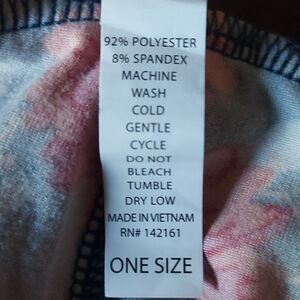 92% POLYESTER
8% SPANDEX
MACHINE
WASH
COLD
GENTLE
CYCLE
DO NOT
BLEACH
TUMBLE
DRY LOW
MADE IN VIETNAM
RN# 142161
ONE SIZE